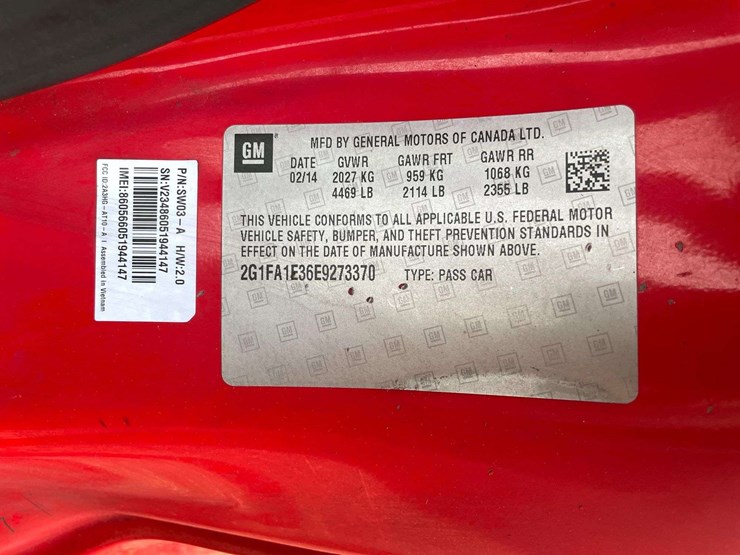 GM
MFD BY GENERAL MOTORS OF CANADA LTD.
DATE GVWR GAWR FRT GAWR RR
02/14 2027 KG 959 KG 1068 KG
4469 LB 2114 LB 2355 LB
THIS VEHICLE CONFORMS TO ALL APPLICABLE U.S. FEDERAL MOTOR
VEHICLE SAFETY, BUMPER, AND THEFT PREVENTION STANDARDS IN
EFFECT ON THE DATE OF MANUFACTURE SHOWN ABOVE.
2G1FA1E36E9273370 TYPE: PASS CAR
P/N:SW03-A H/W:2.0
SN:V23486051944147
IMEI:860566051944147
FCC ID:2A3HG-AT10-A | Assembled in Vietnam